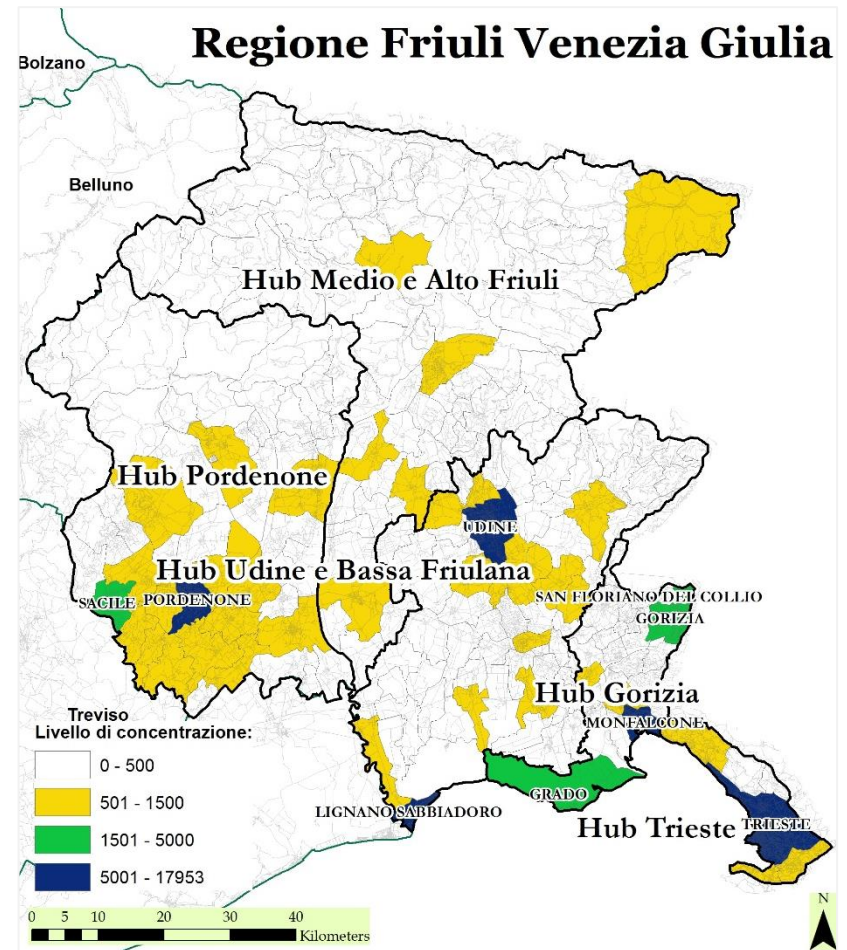 Regione Friuli Venezia Giulia
Bolzano
Belluno
Hub Medio e Alto Friuli
Hub Pordenone
UDINE
Hub Udine e Bassa Friulana
SACILE
PORDENONE
SAN FLORIANO DEL COLLIO
GORIZIA
Hub Gorizia
MONFALCONE
Treviso
Livello di concentrazione:
0 - 500
501 - 1500
1501 - 5000
5001 - 17953
GRADO
LIGNANO SABBIADORO
Hub Trieste
TRIESTE
0 5 10 20 30 40
Kilometers
N